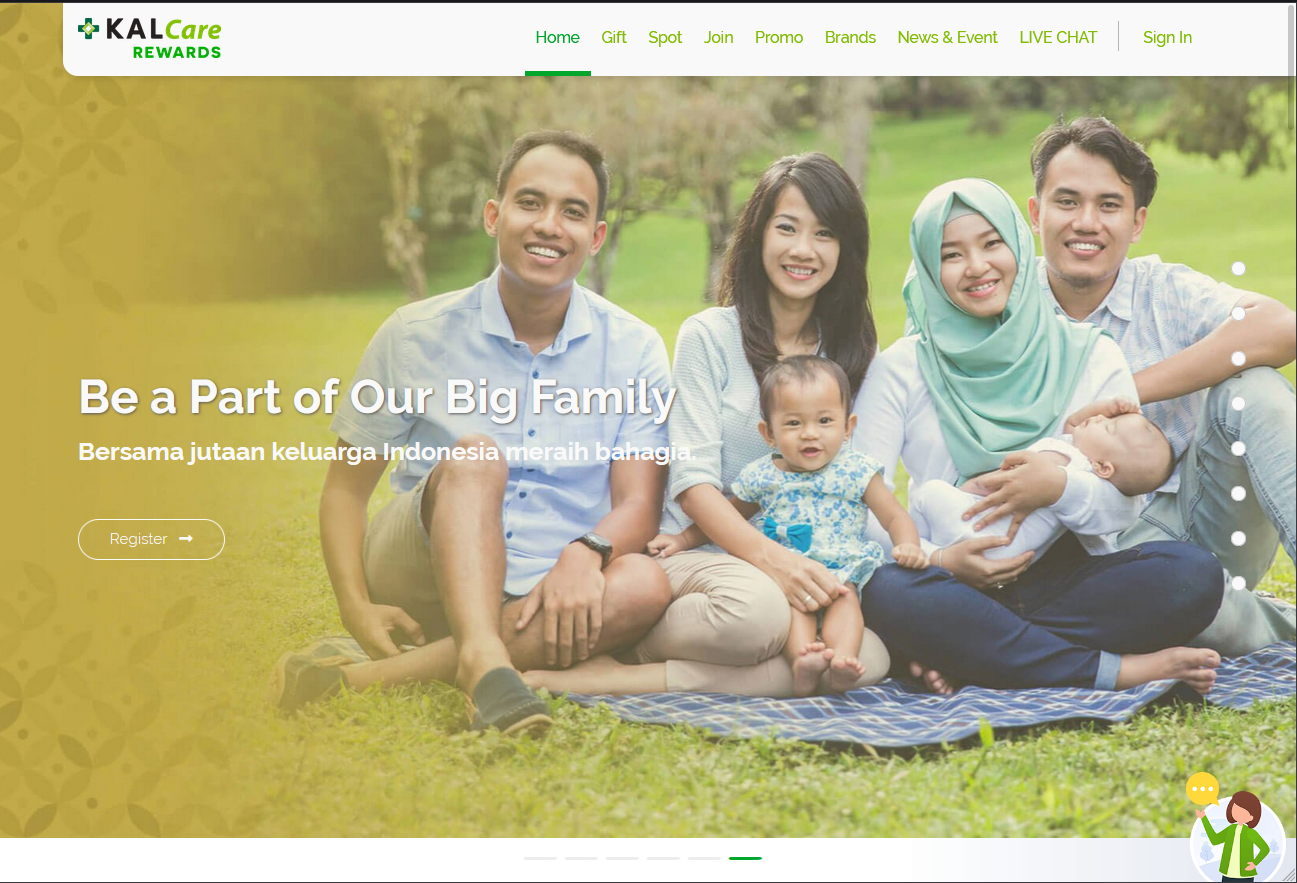 KALCare
REWARDS
Home Gift Spot Join Promo Brands News & Event LIVE CHAT Sign In
Be a Part of Our Big Family
Bersama jutaan keluarga Indonesia meraih bahagia.
Register